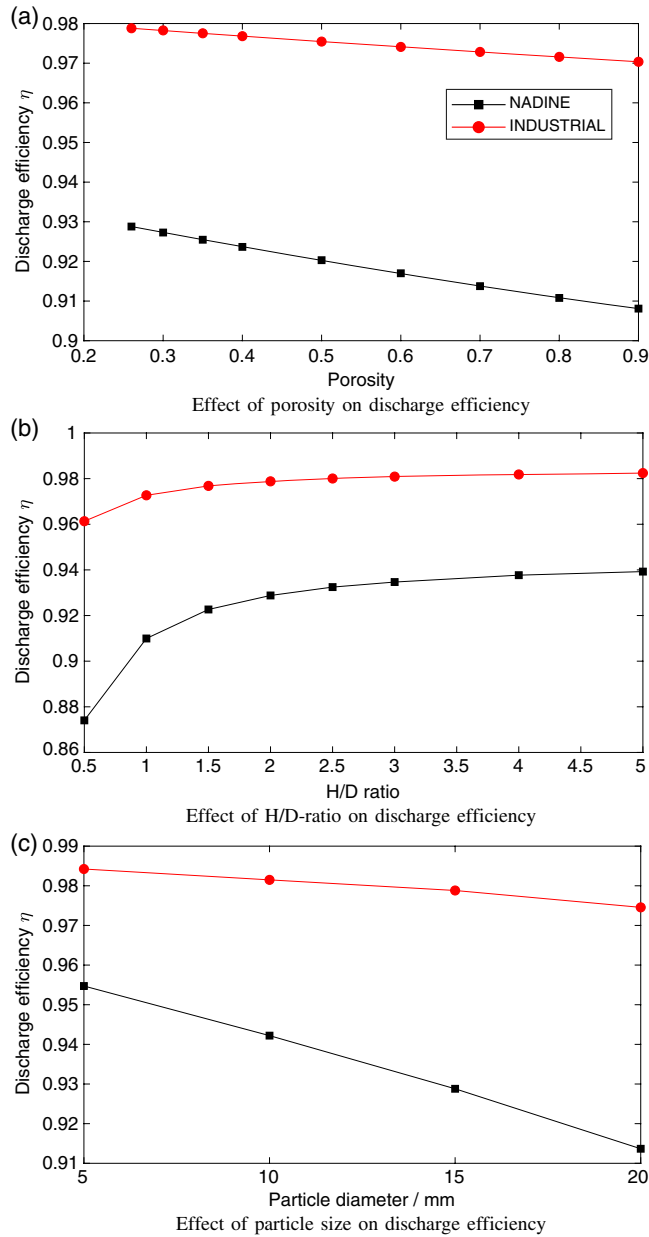 (a)
0.98
0.97
0.96
0.95
0.94
0.93
0.92
0.91
0.9
Discharge efficiency η
NADINE
INDUSTRIAL
0.2 0.3 0.4 0.5 0.6 0.7 0.8 0.9
Porosity
Effect of porosity on discharge efficiency
(b)
1
0.98
0.96
0.94
0.92
0.9
0.88
0.86
Discharge efficiency η
0.5 1 1.5 2 2.5 3 3.5 4 4.5 5
H/D ratio
Effect of H/D-ratio on discharge efficiency
(c)
0.99
0.98
0.97
0.96
0.95
0.94
0.93
0.92
0.91
Discharge efficiency η
5 10 15 20
Particle diameter / mm
Effect of particle size on discharge efficiency